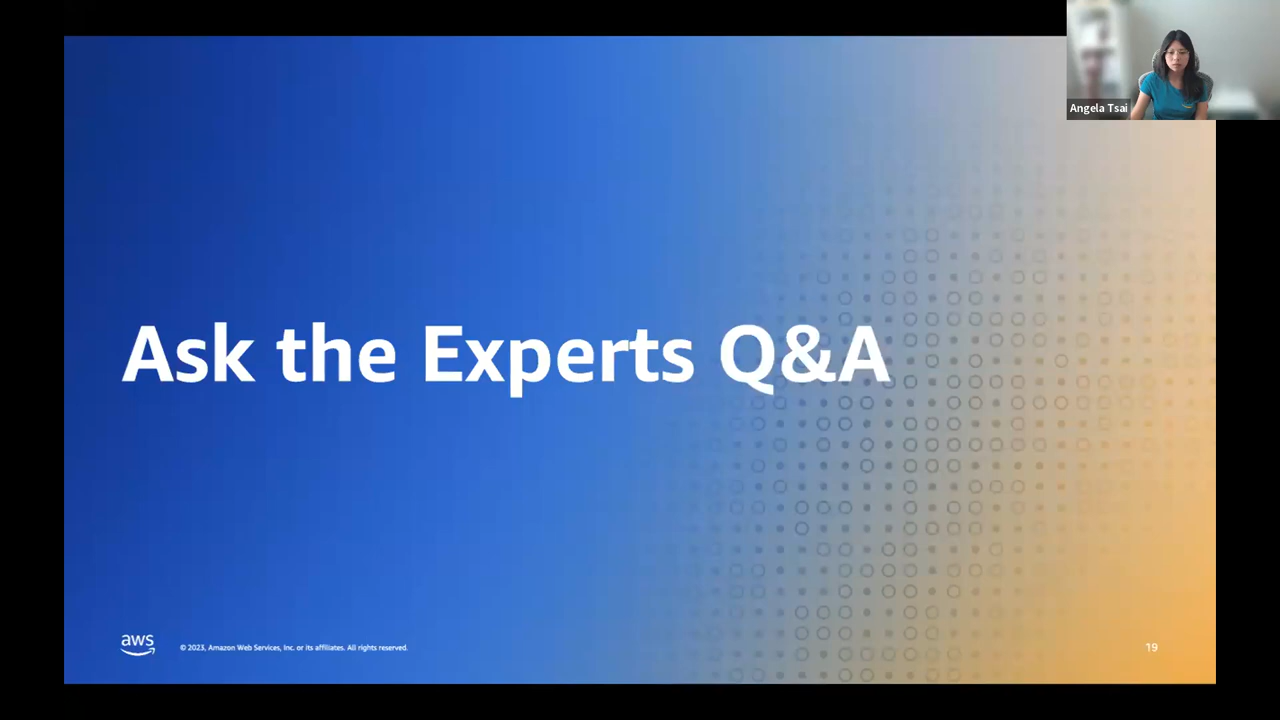 Angela Tsai
Ask the Experts Q&A
aws
© 2023, Amazon Web Services, Inc. or its affiliates. All rights reserved.
19